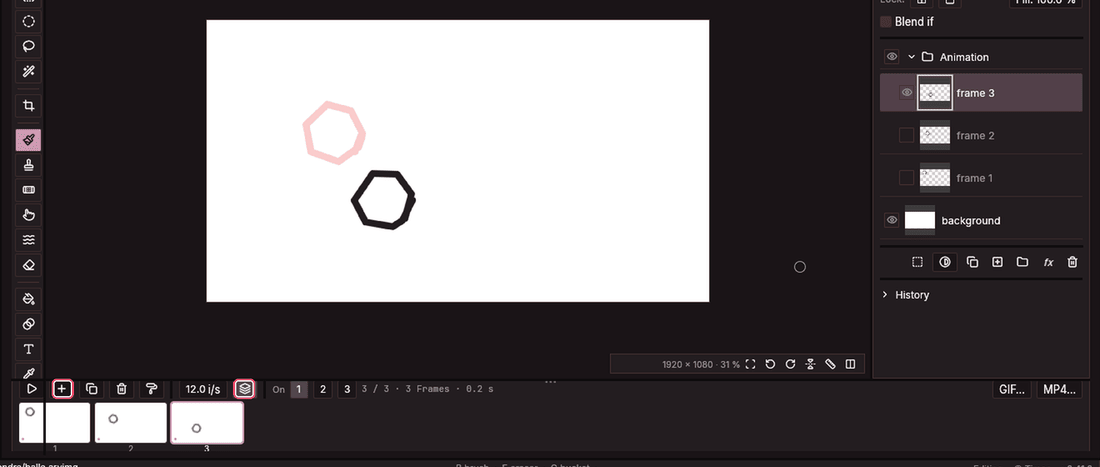 Blend if
Animation
frame 3
frame 2
frame 1
background
fx
History
T
1920 × 1080 · 31 %
12.0 i/s
On 1 2 3
3 / 3 · 3 Frames · 0.2 s
GIF...
MP4...
1
2
3